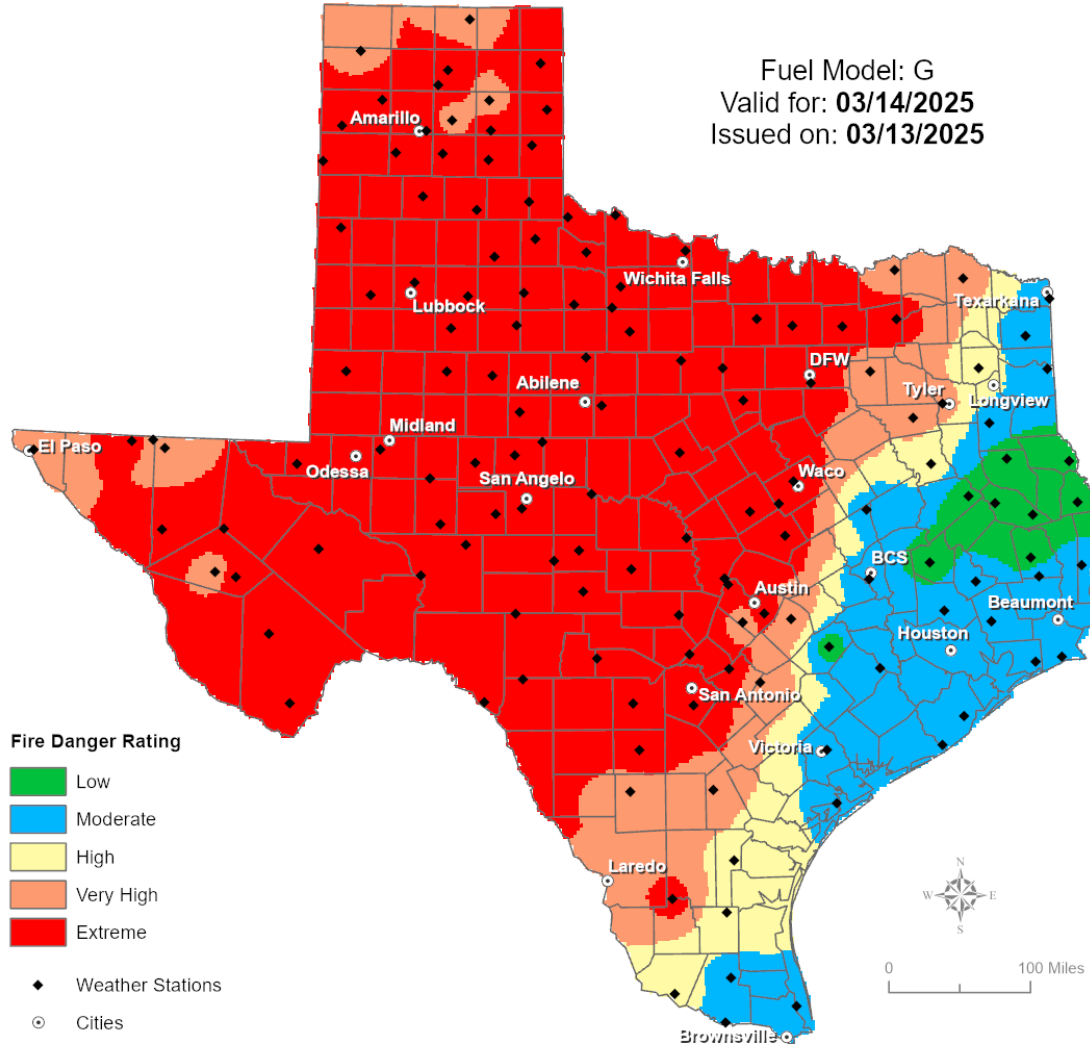 Fuel Model: G
Valid for: 03/14/2025
Issued on: 03/13/2025
Amarillo
Wichita Falls
Texarkana
Lubbock
DFW
Abilene
Tyler
Longview
Midland
El Paso
Odessa
San Angelo
Waco
BCS
Austin
Beaumont
Houston
San Antonio
Victoria
Laredo
Brownsville
Fire Danger Rating
Low
Moderate
High
Very High
Extreme
Weather Stations
Cities
N
W E
S
0 100 Miles